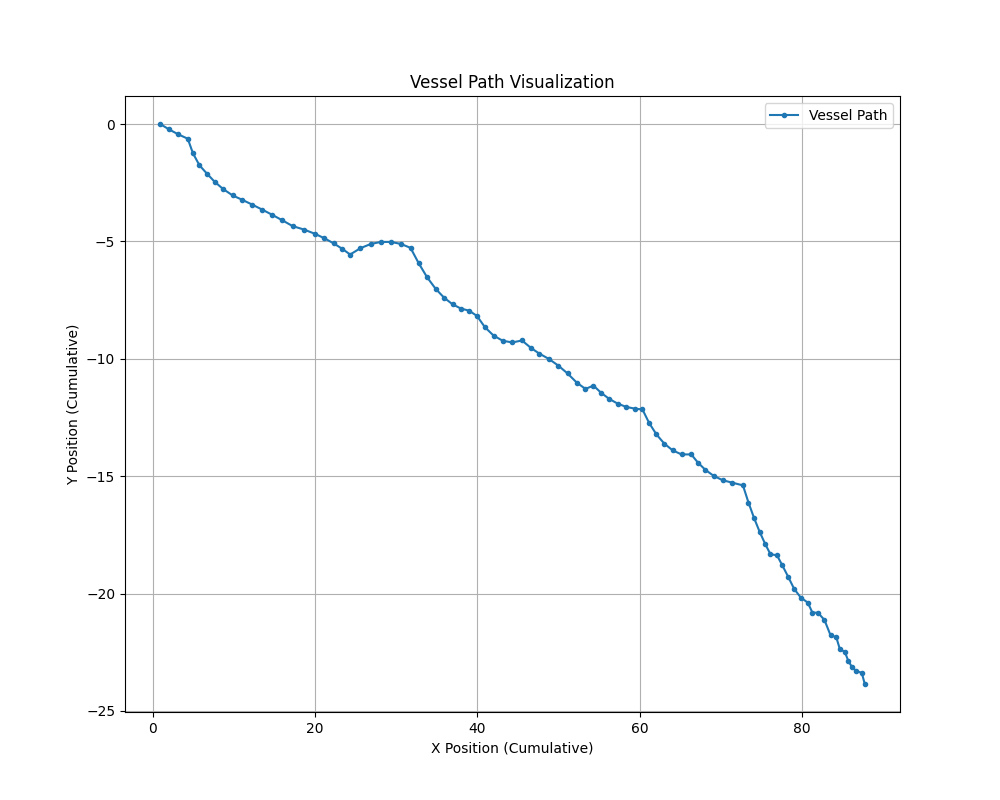 Vessel Path Visualization
Vessel Path
0
−5
−10
−15
−20
−25
Y Position (Cumulative)
0 20 40 60 80
X Position (Cumulative)